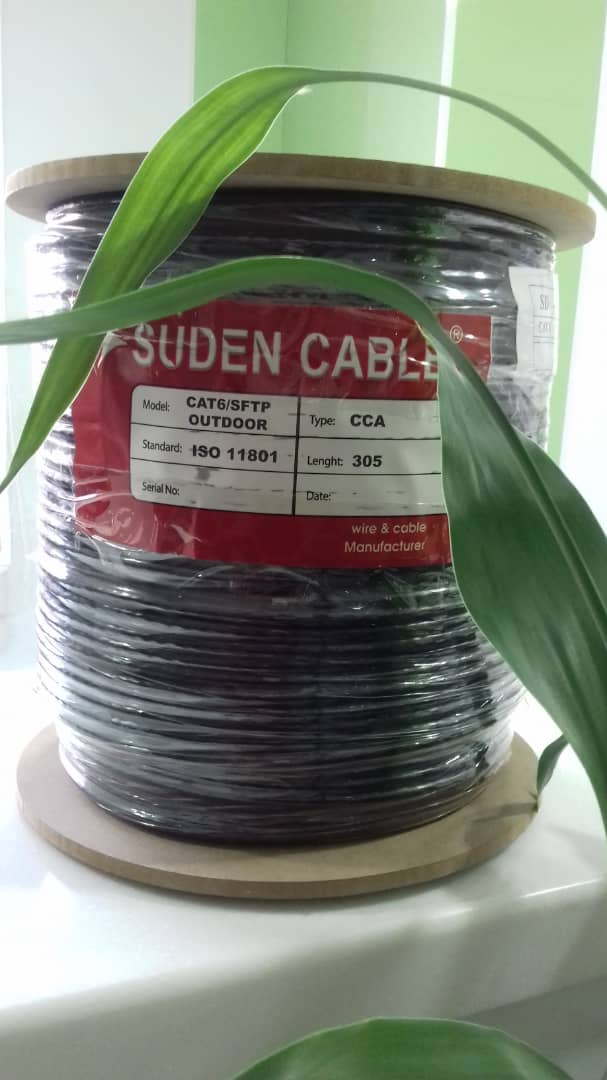 SUDEN CABLE®
Model: CAT6/SFTP OUTDOOR
Type: CCA
Standard: ISO 11801
Lenght: 305
Serial No:
Date:
wire & cable
Manufacturer